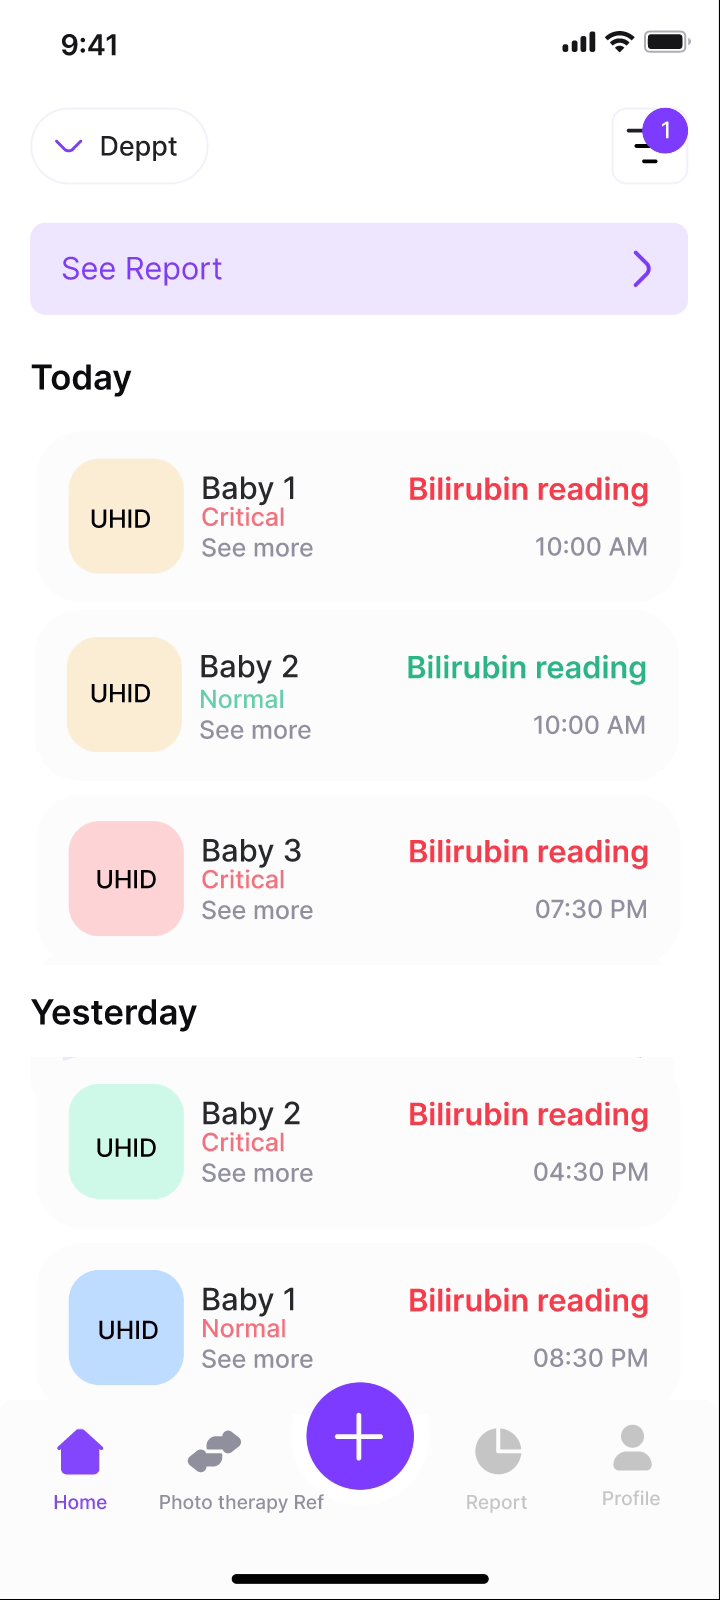 9:41
Deppt
1
See Report
Today
UHID
Baby 1
Critical
See more
Bilirubin reading
10:00 AM
UHID
Baby 2
Normal
See more
Bilirubin reading
10:00 AM
UHID
Baby 3
Critical
See more
Bilirubin reading
07:30 PM
Yesterday
UHID
Baby 2
Critical
See more
Bilirubin reading
04:30 PM
UHID
Baby 1
Normal
See more
Bilirubin reading
08:30 PM
Home
Photo therapy Ref
Report
Profile